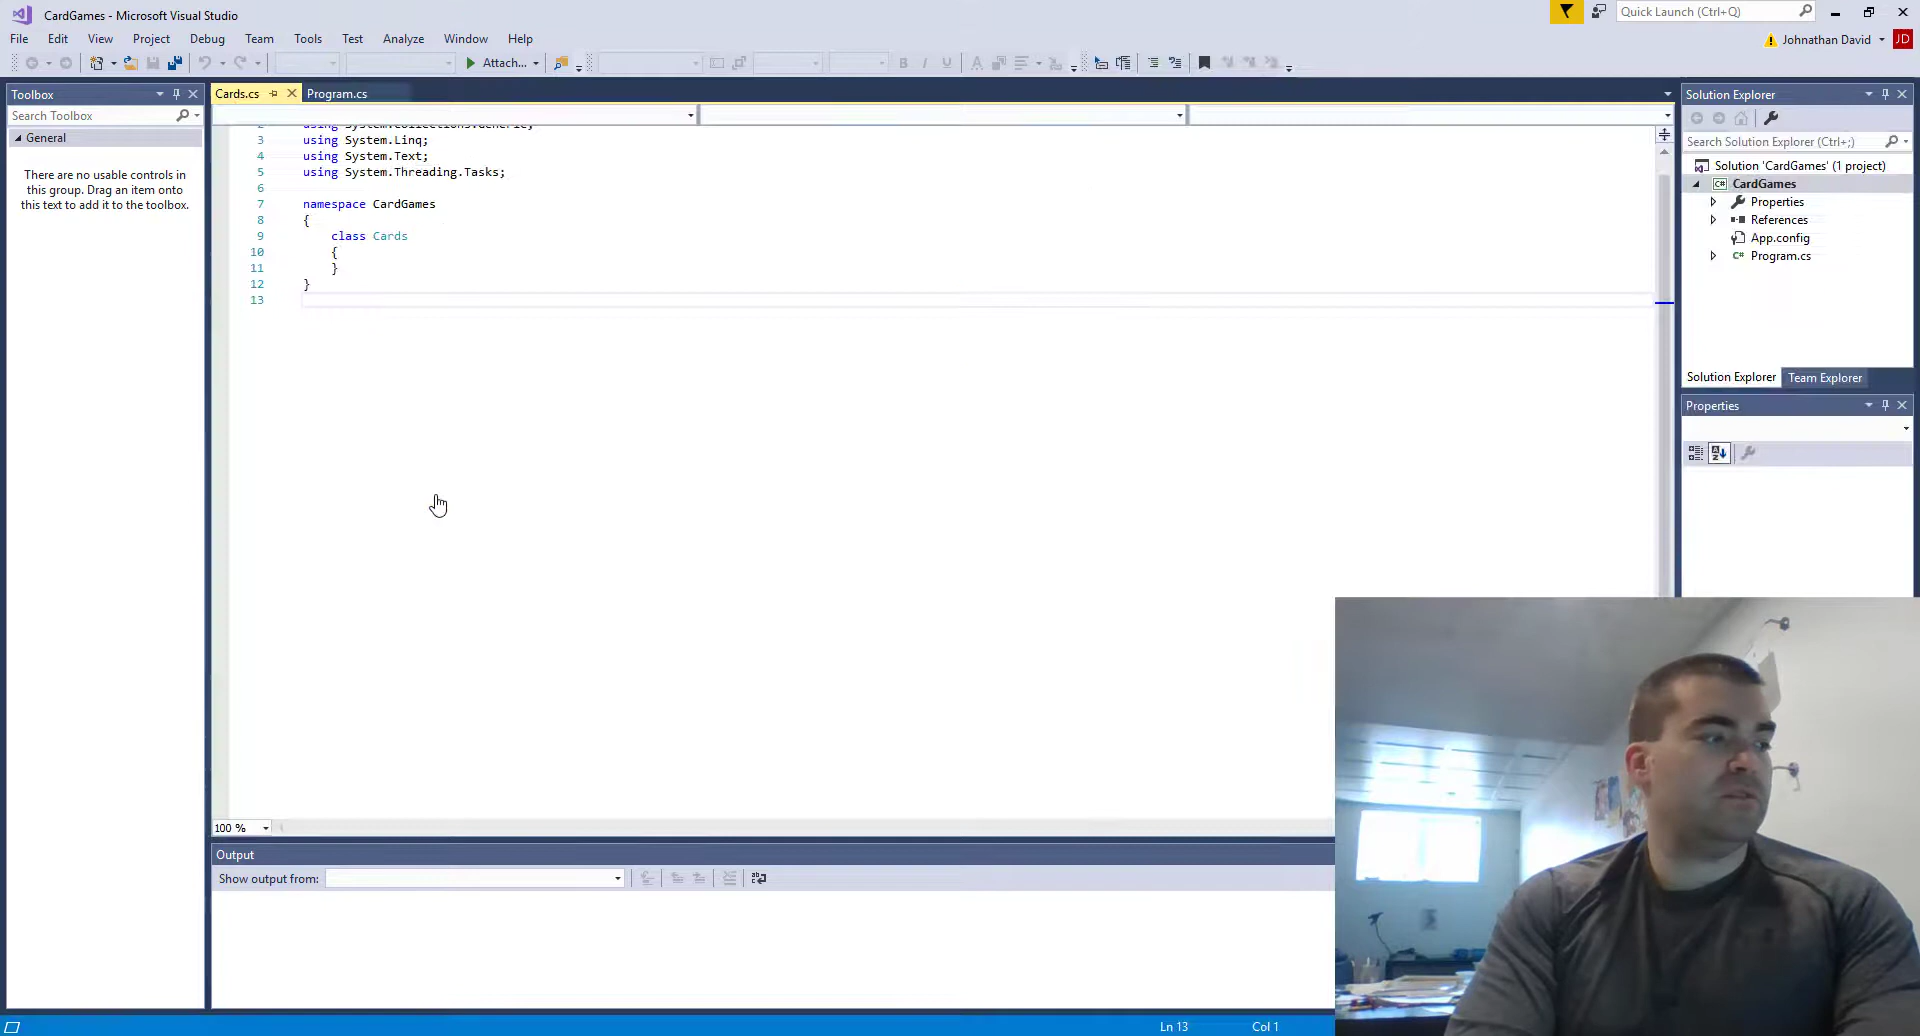 CardGames - Microsoft Visual Studio
Quick Launch (Ctrl+Q)
File Edit View Project Debug Team Tools Test Analyze Window Help
Johnathan David JD
Attach...
Toolbox
Search Toolbox
General
There are no usable controls in
this group. Drag an item onto
this text to add it to the toolbox.
Cards.cs Program.cs
2 using System.Collections.Generic;
3 using System.Linq;
4 using System.Text;
5 using System.Threading.Tasks;
6
7 namespace CardGames
8 {
9 class Cards
10 {
11 }
12 }
13
100 %
Output
Show output from:
Solution Explorer
Search Solution Explorer (Ctrl+;)
Solution 'CardGames' (1 project)
C# CardGames
Properties
References
App.config
C# Program.cs
Solution Explorer Team Explorer
Properties
Ln 13 Col 1